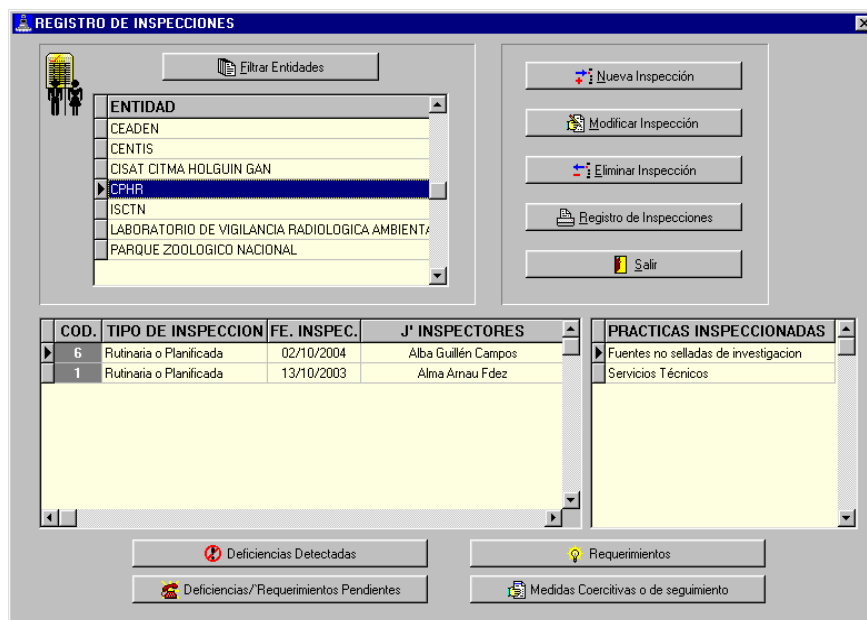 REGISTRO DE INSPECCIONES
Filtrar Entidades
ENTIDAD
CEADEN
CENTIS
CISAT CITMA HOLGUIN GAN
CPHR
ISCTN
LABORATORIO DE VIGILANCIA RADIOLOGICA AMBIENTA
PARQUE ZOOLOGICO NACIONAL
Nueva Inspección
Modificar Inspección
Eliminar Inspección
Registro de Inspecciones
Salir
COD. TIPO DE INSPECCION FE. INSPEC. J' INSPECTORES
6 Rutinaria o Planificada 02/10/2004 Alba Guillén Campos
1 Rutinaria o Planificada 13/10/2003 Alma Arnau Fdez
PRACTICAS INSPECCIONADAS
Fuentes no selladas de investigacion
Servicios Técnicos
Deficiencias Detectadas
Requerimientos
Deficiencias/'Requerimientos Pendientes
Medidas Coercitivas o de seguimiento